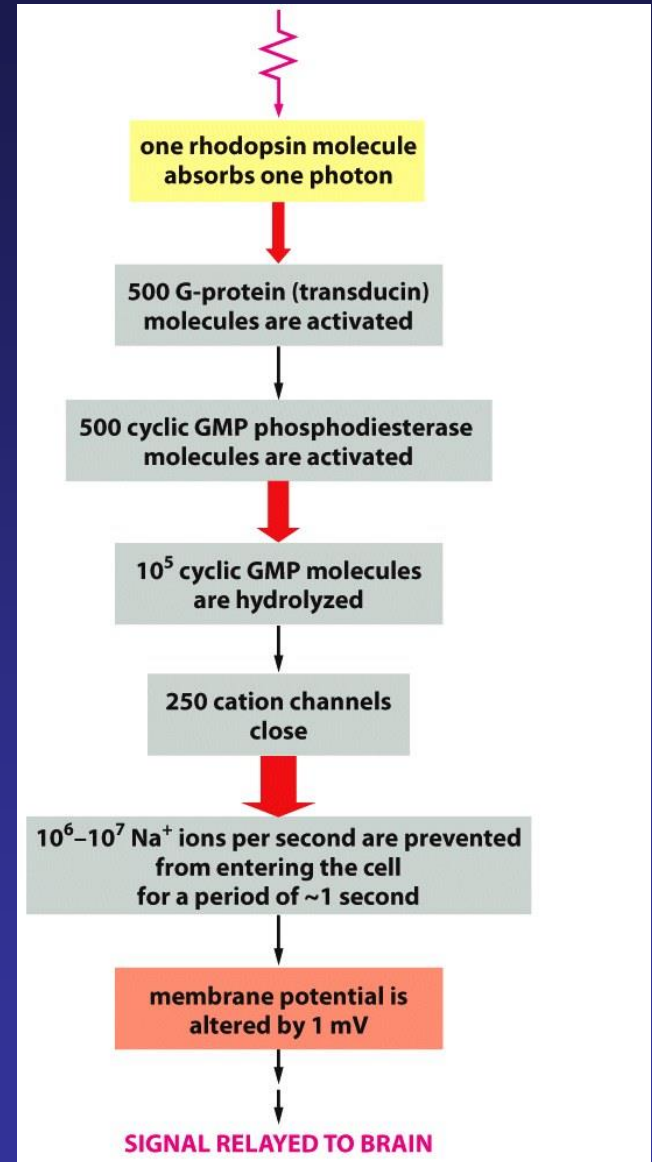 one rhodopsin molecule
absorbs one photon
500 G-protein (transducin)
molecules are activated
500 cyclic GMP phosphodiesterase
molecules are activated
10⁵ cyclic GMP molecules
are hydrolyzed
250 cation channels
close
10⁶–10⁷ Na⁺ ions per second are prevented
from entering the cell
for a period of ~1 second
membrane potential is
altered by 1 mV
SIGNAL RELAYED TO BRAIN